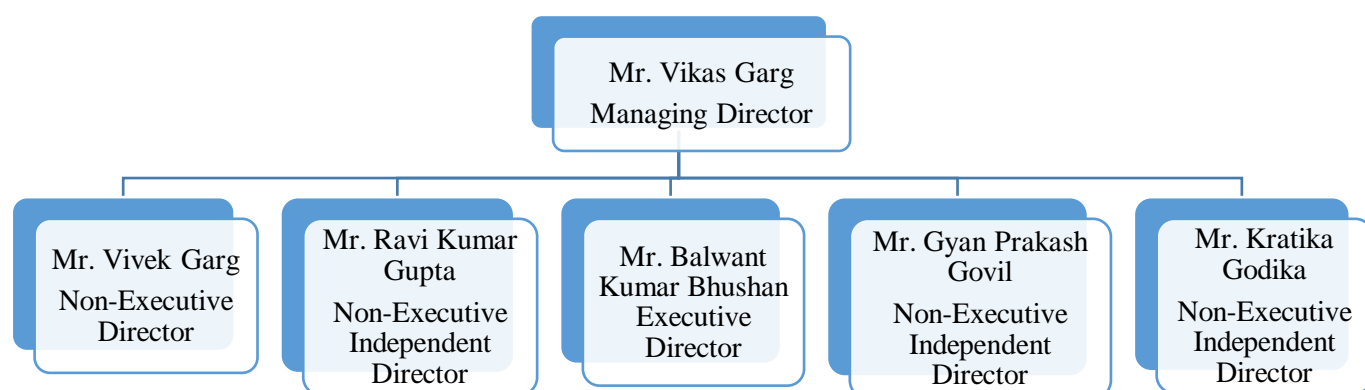 Mr. Vikas Garg
Managing Director
Mr. Vivek Garg
Non-Executive
Director
Mr. Ravi Kumar
Gupta
Non-Executive
Independent
Director
Mr. Balwant
Kumar Bhushan
Executive
Director
Mr. Gyan Prakash
Govil
Non-Executive
Independent
Director
Mr. Kratika
Godika
Non-Executive
Independent
Director